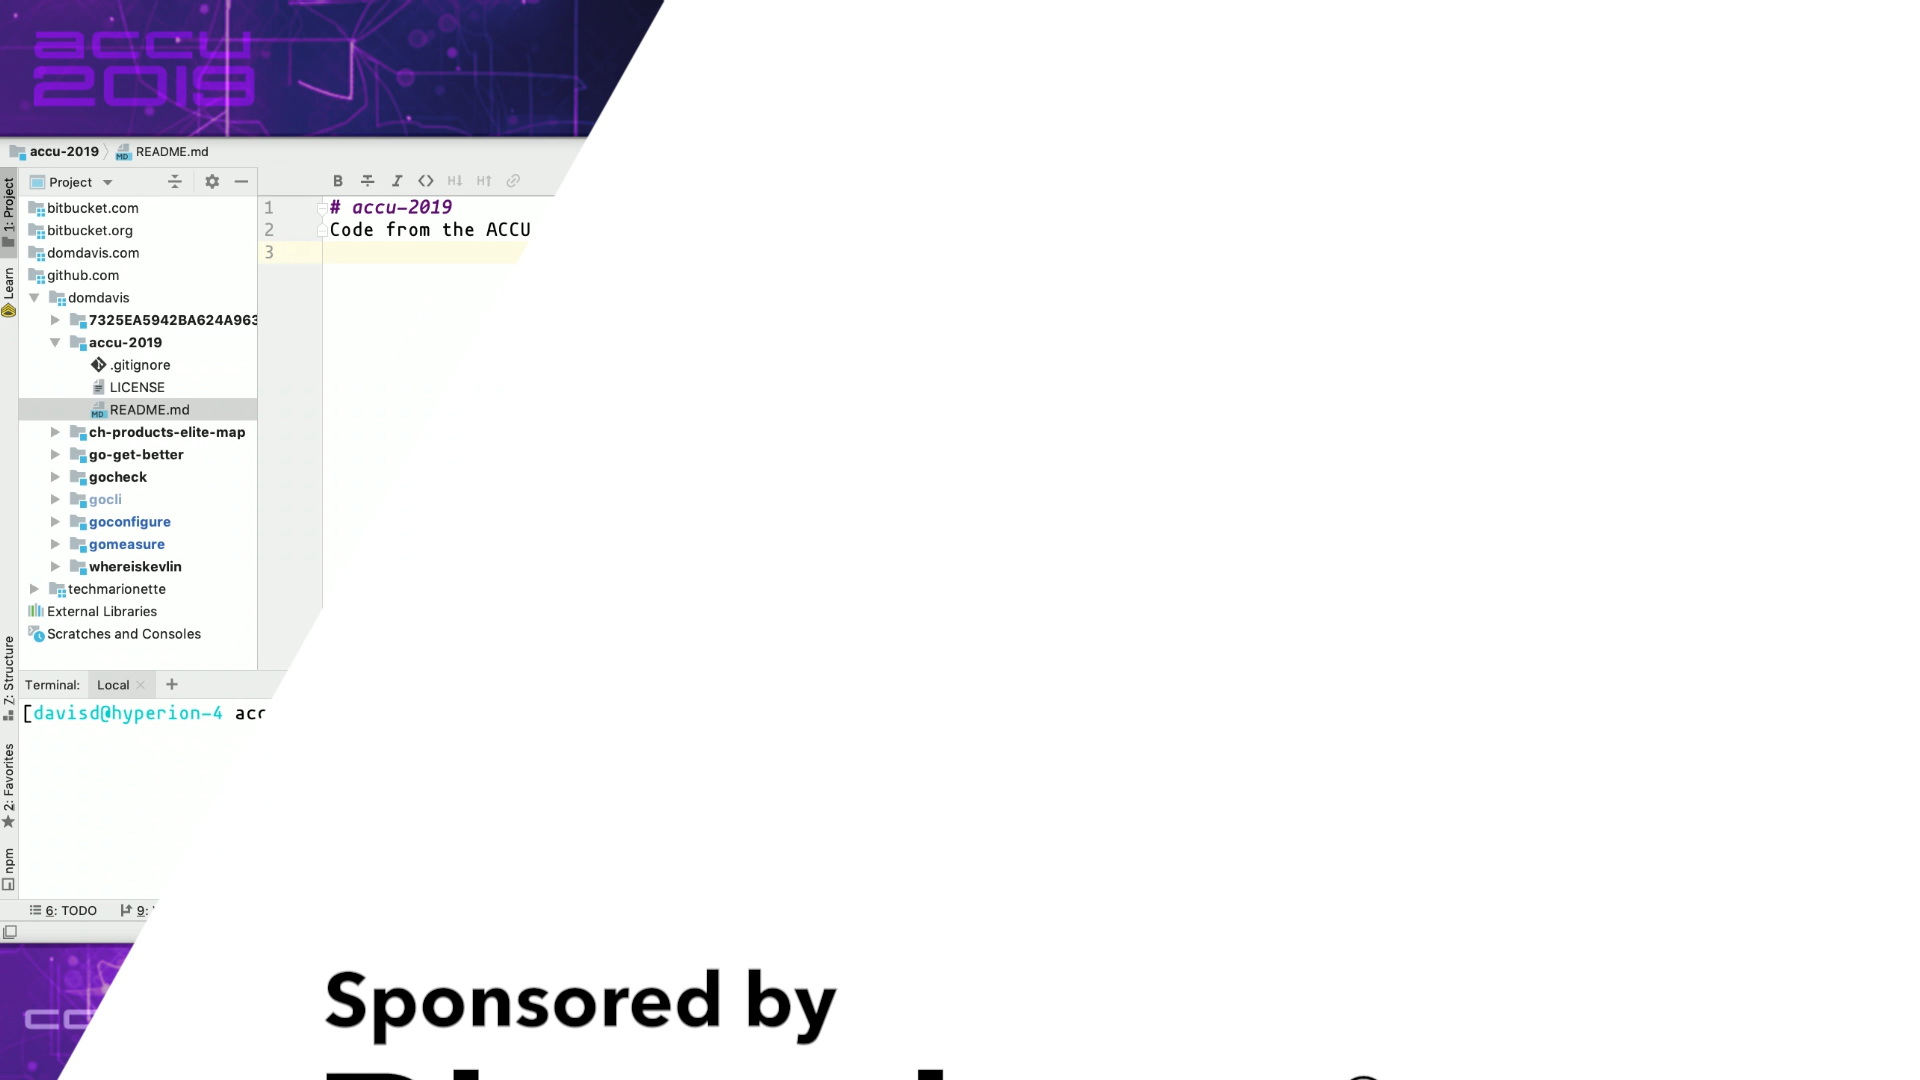 accu
2019
accu-2019
README.md
1: Project
Learn
Z: Structure
2: Favorites
npm
Project
bitbucket.com
bitbucket.org
domdavis.com
github.com
domdavis
7325EA5942BA624A963
accu-2019
.gitignore
LICENSE
README.md
ch-products-elite-map
go-get-better
gocheck
gocli
goconfigure
gomeasure
whereiskevlin
techmarionette
External Libraries
Scratches and Consoles
B I <> H↓ H↑
1 # accu-2019
2 Code from the ACCU
3
Terminal: Local +
[davisd@hyperion-4 acc
6: TODO 9:
Sponsored by